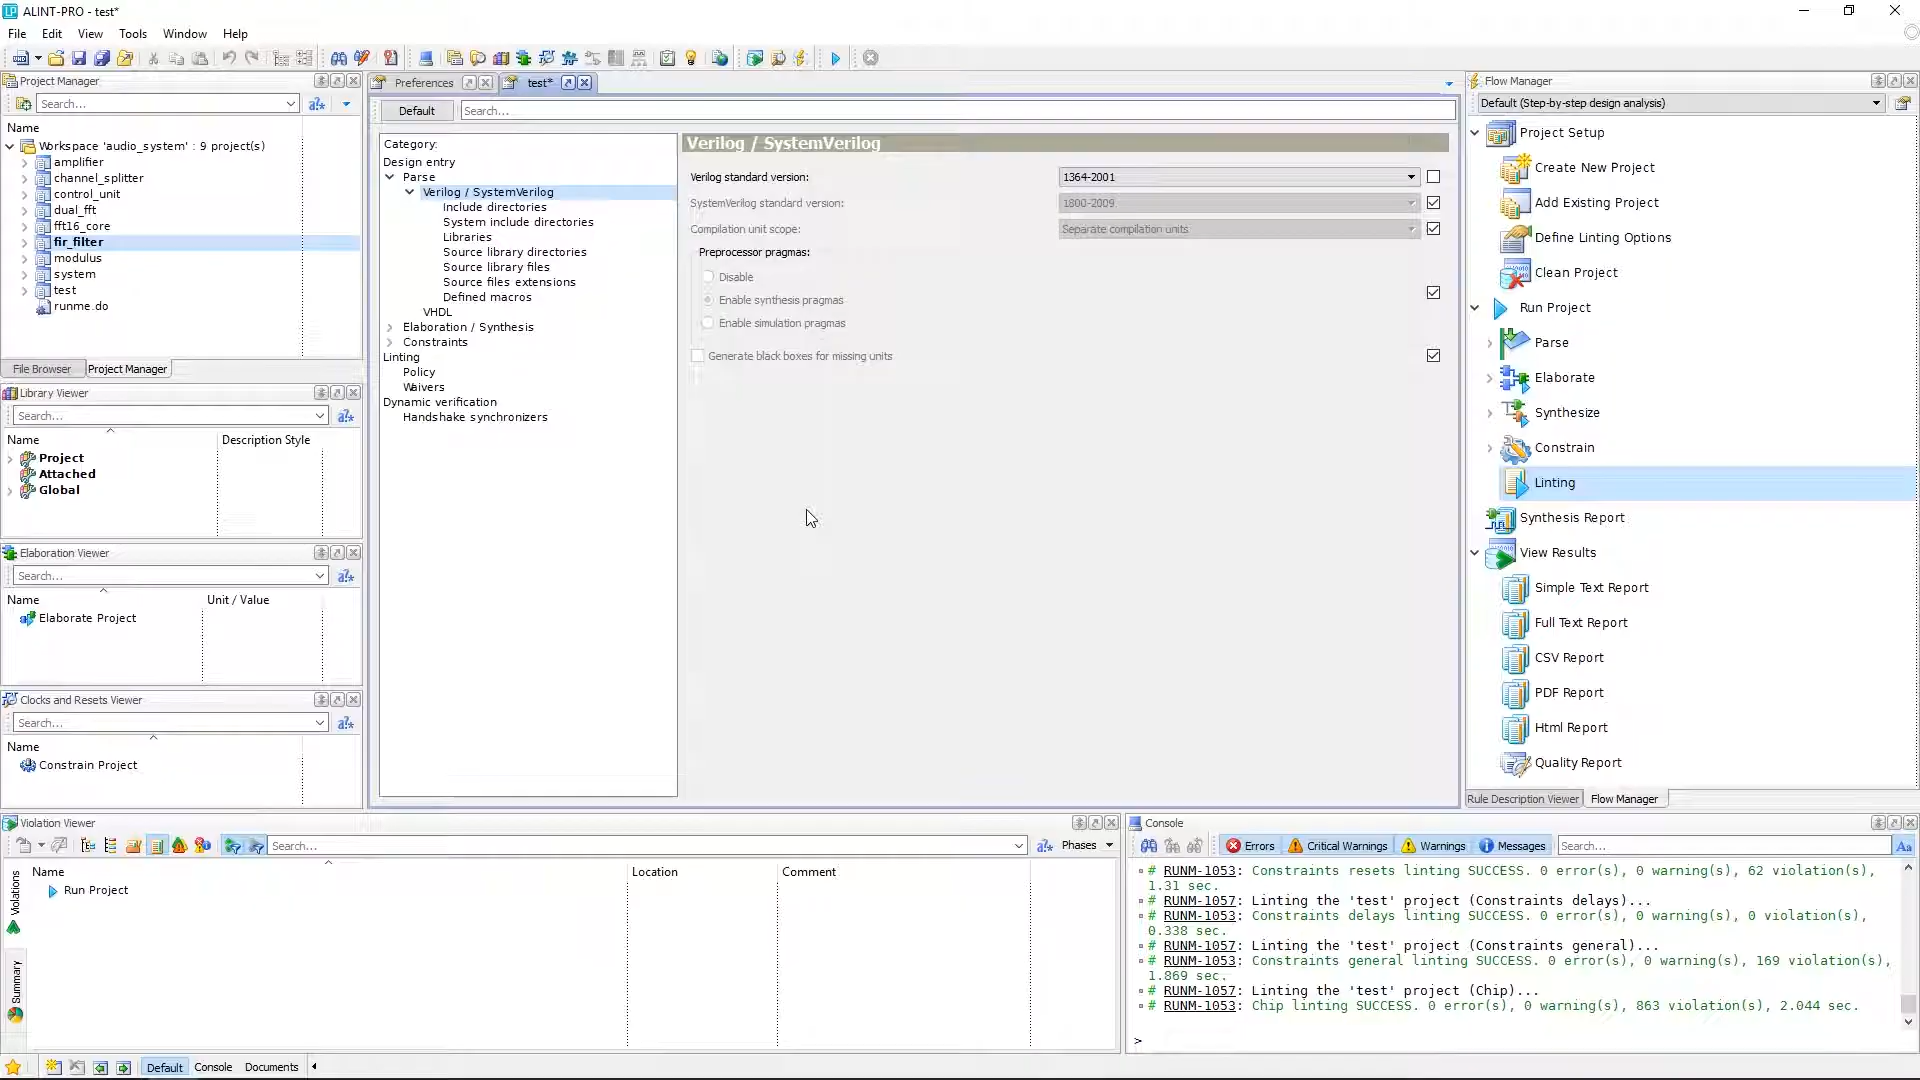 ALINT-PRO - test*
File Edit View Tools Window Help
Project Manager
Search...
Name
Workspace 'audio_system' : 9 project(s)
amplifier
channel_splitter
control_unit
dual_fft
fft16_core
fir_filter
modulus
system
test
runme.do
File Browser Project Manager
Library Viewer
Search...
Name Description Style
Project
Attached
Global
Elaboration Viewer
Search...
Name Unit / Value
Elaborate Project
Clocks and Resets Viewer
Search...
Name
Constrain Project
Preferences test*
Default Search...
Category:
Design entry
Parse
Verilog / SystemVerilog
Include directories
System include directories
Libraries
Source library directories
Source library files
Source files extensions
Defined macros
VHDL
Elaboration / Synthesis
Constraints
Linting
Policy
Waivers
Dynamic verification
Handshake synchronizers
Verilog / SystemVerilog
Verilog standard version: 1364-2001
SystemVerilog standard version: 1800-2009
Compilation unit scope: Separate compilation units
Preprocessor pragmas:
Disable
Enable synthesis pragmas
Enable simulation pragmas
Generate black boxes for missing units
Flow Manager
Default (Step-by-step design analysis)
Project Setup
Create New Project
Add Existing Project
Define Linting Options
Clean Project
Run Project
Parse
Elaborate
Synthesize
Constrain
Linting
Synthesis Report
View Results
Simple Text Report
Full Text Report
CSV Report
PDF Report
Html Report
Quality Report
Rule Description Viewer Flow Manager
Violation Viewer
Search... Phases
Name Location Comment
Run Project
Violations
Summary
Console
Errors Critical Warnings Warnings Messages Search... Aa
# RUNM-1053: Constraints resets linting SUCCESS. 0 error(s), 0 warning(s), 62 violation(s),
1.31 sec.
# RUNM-1057: Linting the 'test' project (Constraints delays)...
# RUNM-1053: Constraints delays linting SUCCESS. 0 error(s), 0 warning(s), 0 violation(s),
0.338 sec.
# RUNM-1057: Linting the 'test' project (Constraints general)...
# RUNM-1053: Constraints general linting SUCCESS. 0 error(s), 0 warning(s), 169 violation(s),
1.869 sec.
# RUNM-1057: Linting the 'test' project (Chip)...
# RUNM-1053: Chip linting SUCCESS. 0 error(s), 0 warning(s), 863 violation(s), 2.044 sec.
>
Default Console Documents